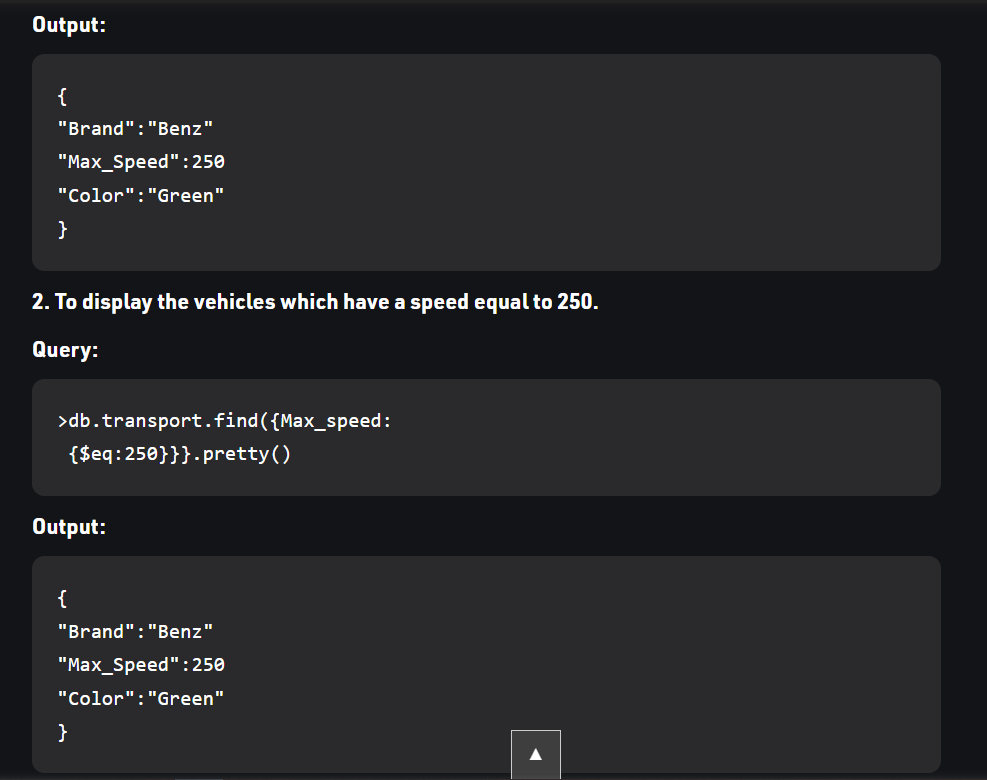 Output:
{
"Brand":"Benz"
"Max_Speed":250
"Color":"Green"
}
2. To display the vehicles which have a speed equal to 250.
Query:
>db.transport.find({Max_speed:
{$eq:250}}}.pretty()
Output:
{
"Brand":"Benz"
"Max_Speed":250
"Color":"Green"
}